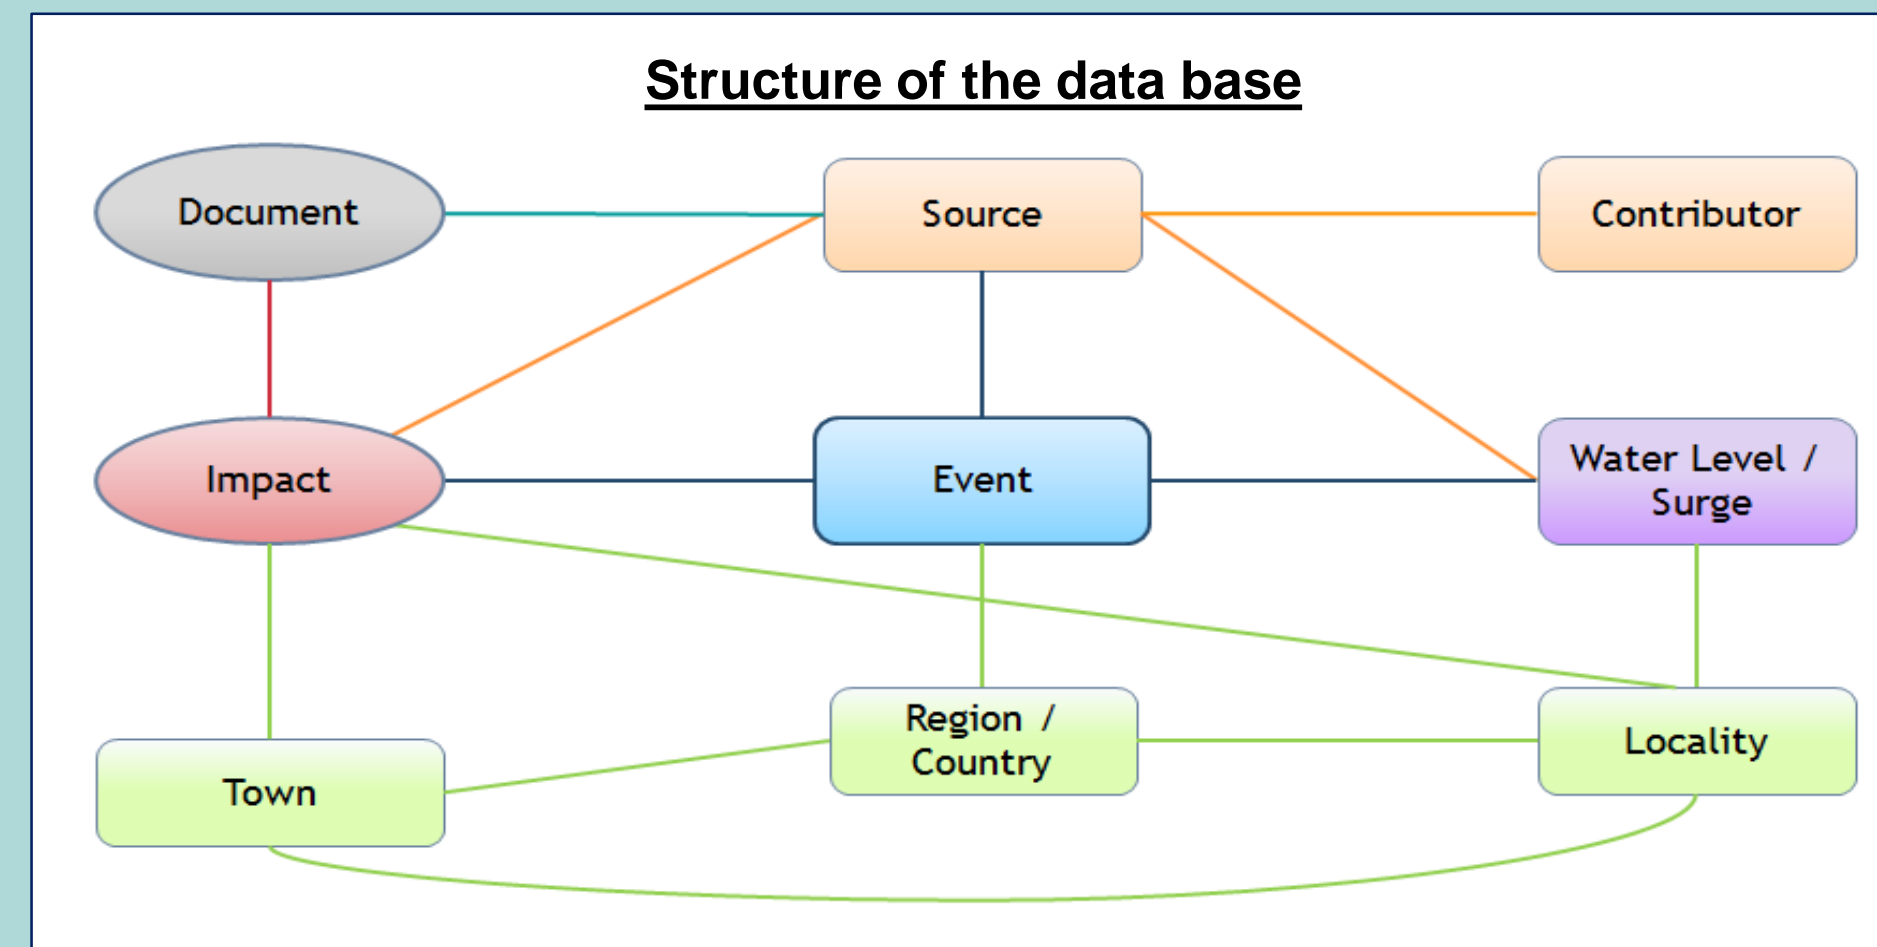 Structure of the data base
Document
Source
Contributor
Impact
Event
Water Level /
Surge
Region /
Country
Locality
Town